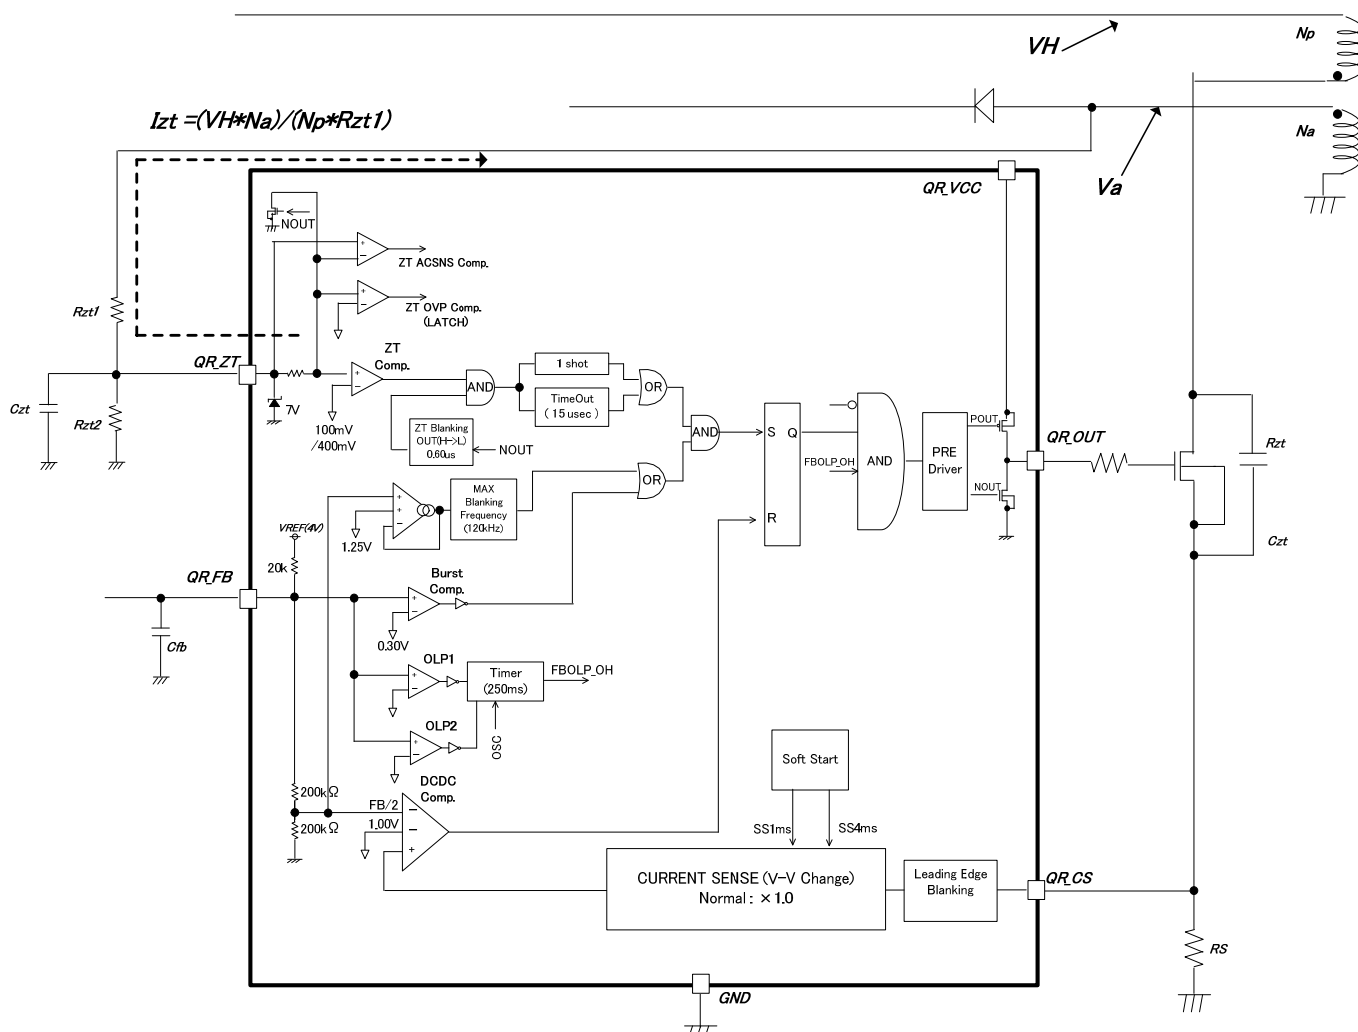 VH
Np
Izt =(VH*Na)/(Np*Rzt1)
Na
Va
QR_VCC
NOUT
ZT ACSNS Comp.
Rzt1
ZT OVP Comp.
(LATCH)
QR_ZT
ZT
Comp.
1 shot
AND
OR
TimeOut
( 15 usec )
Czt
Rzt2
7V
100mV
/400mV
ZT Blanking
OUT(H->L)
0.60us
NOUT
AND
S
Q
R
FBOLP_OH
AND
PRE
Driver
POUT
NOUT
QR_OUT
Rzt
Czt
OR
MAX
Blanking
Frequency
(120kHz)
1.25V
VREF(4V)
20k
QR_FB
Burst
Comp.
0.30V
Cfb
OLP1
Timer
(250ms)
FBOLP_OH
OLP2
OSC
Soft Start
DCDC
Comp.
200kΩ
FB/2
1.00V
200kΩ
SS1ms
SS4ms
CURRENT SENSE (V-V Change)
Normal : ×1.0
Leading Edge
Blanking
QR_CS
RS
GND